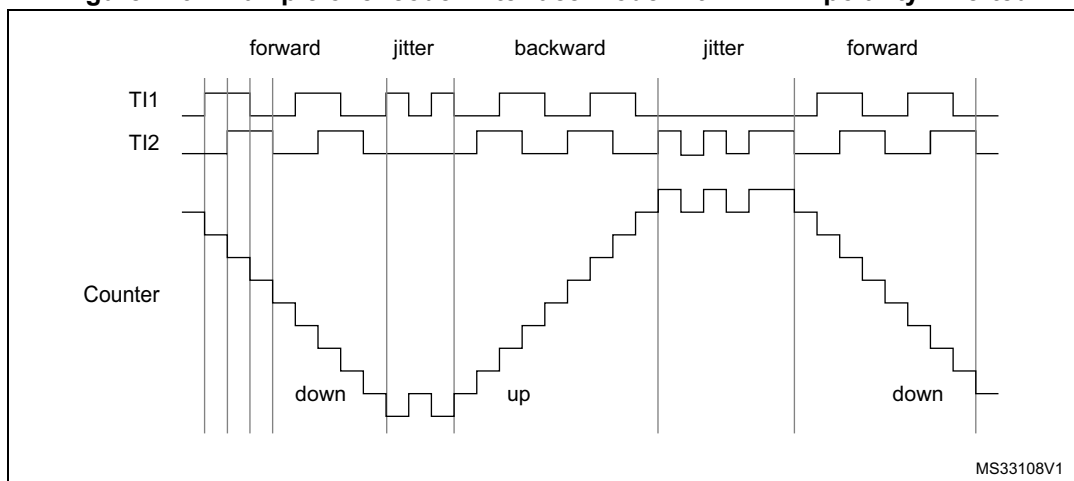 forward jitter backward jitter forward
TI1
TI2
Counter
down up down
MS33108V1